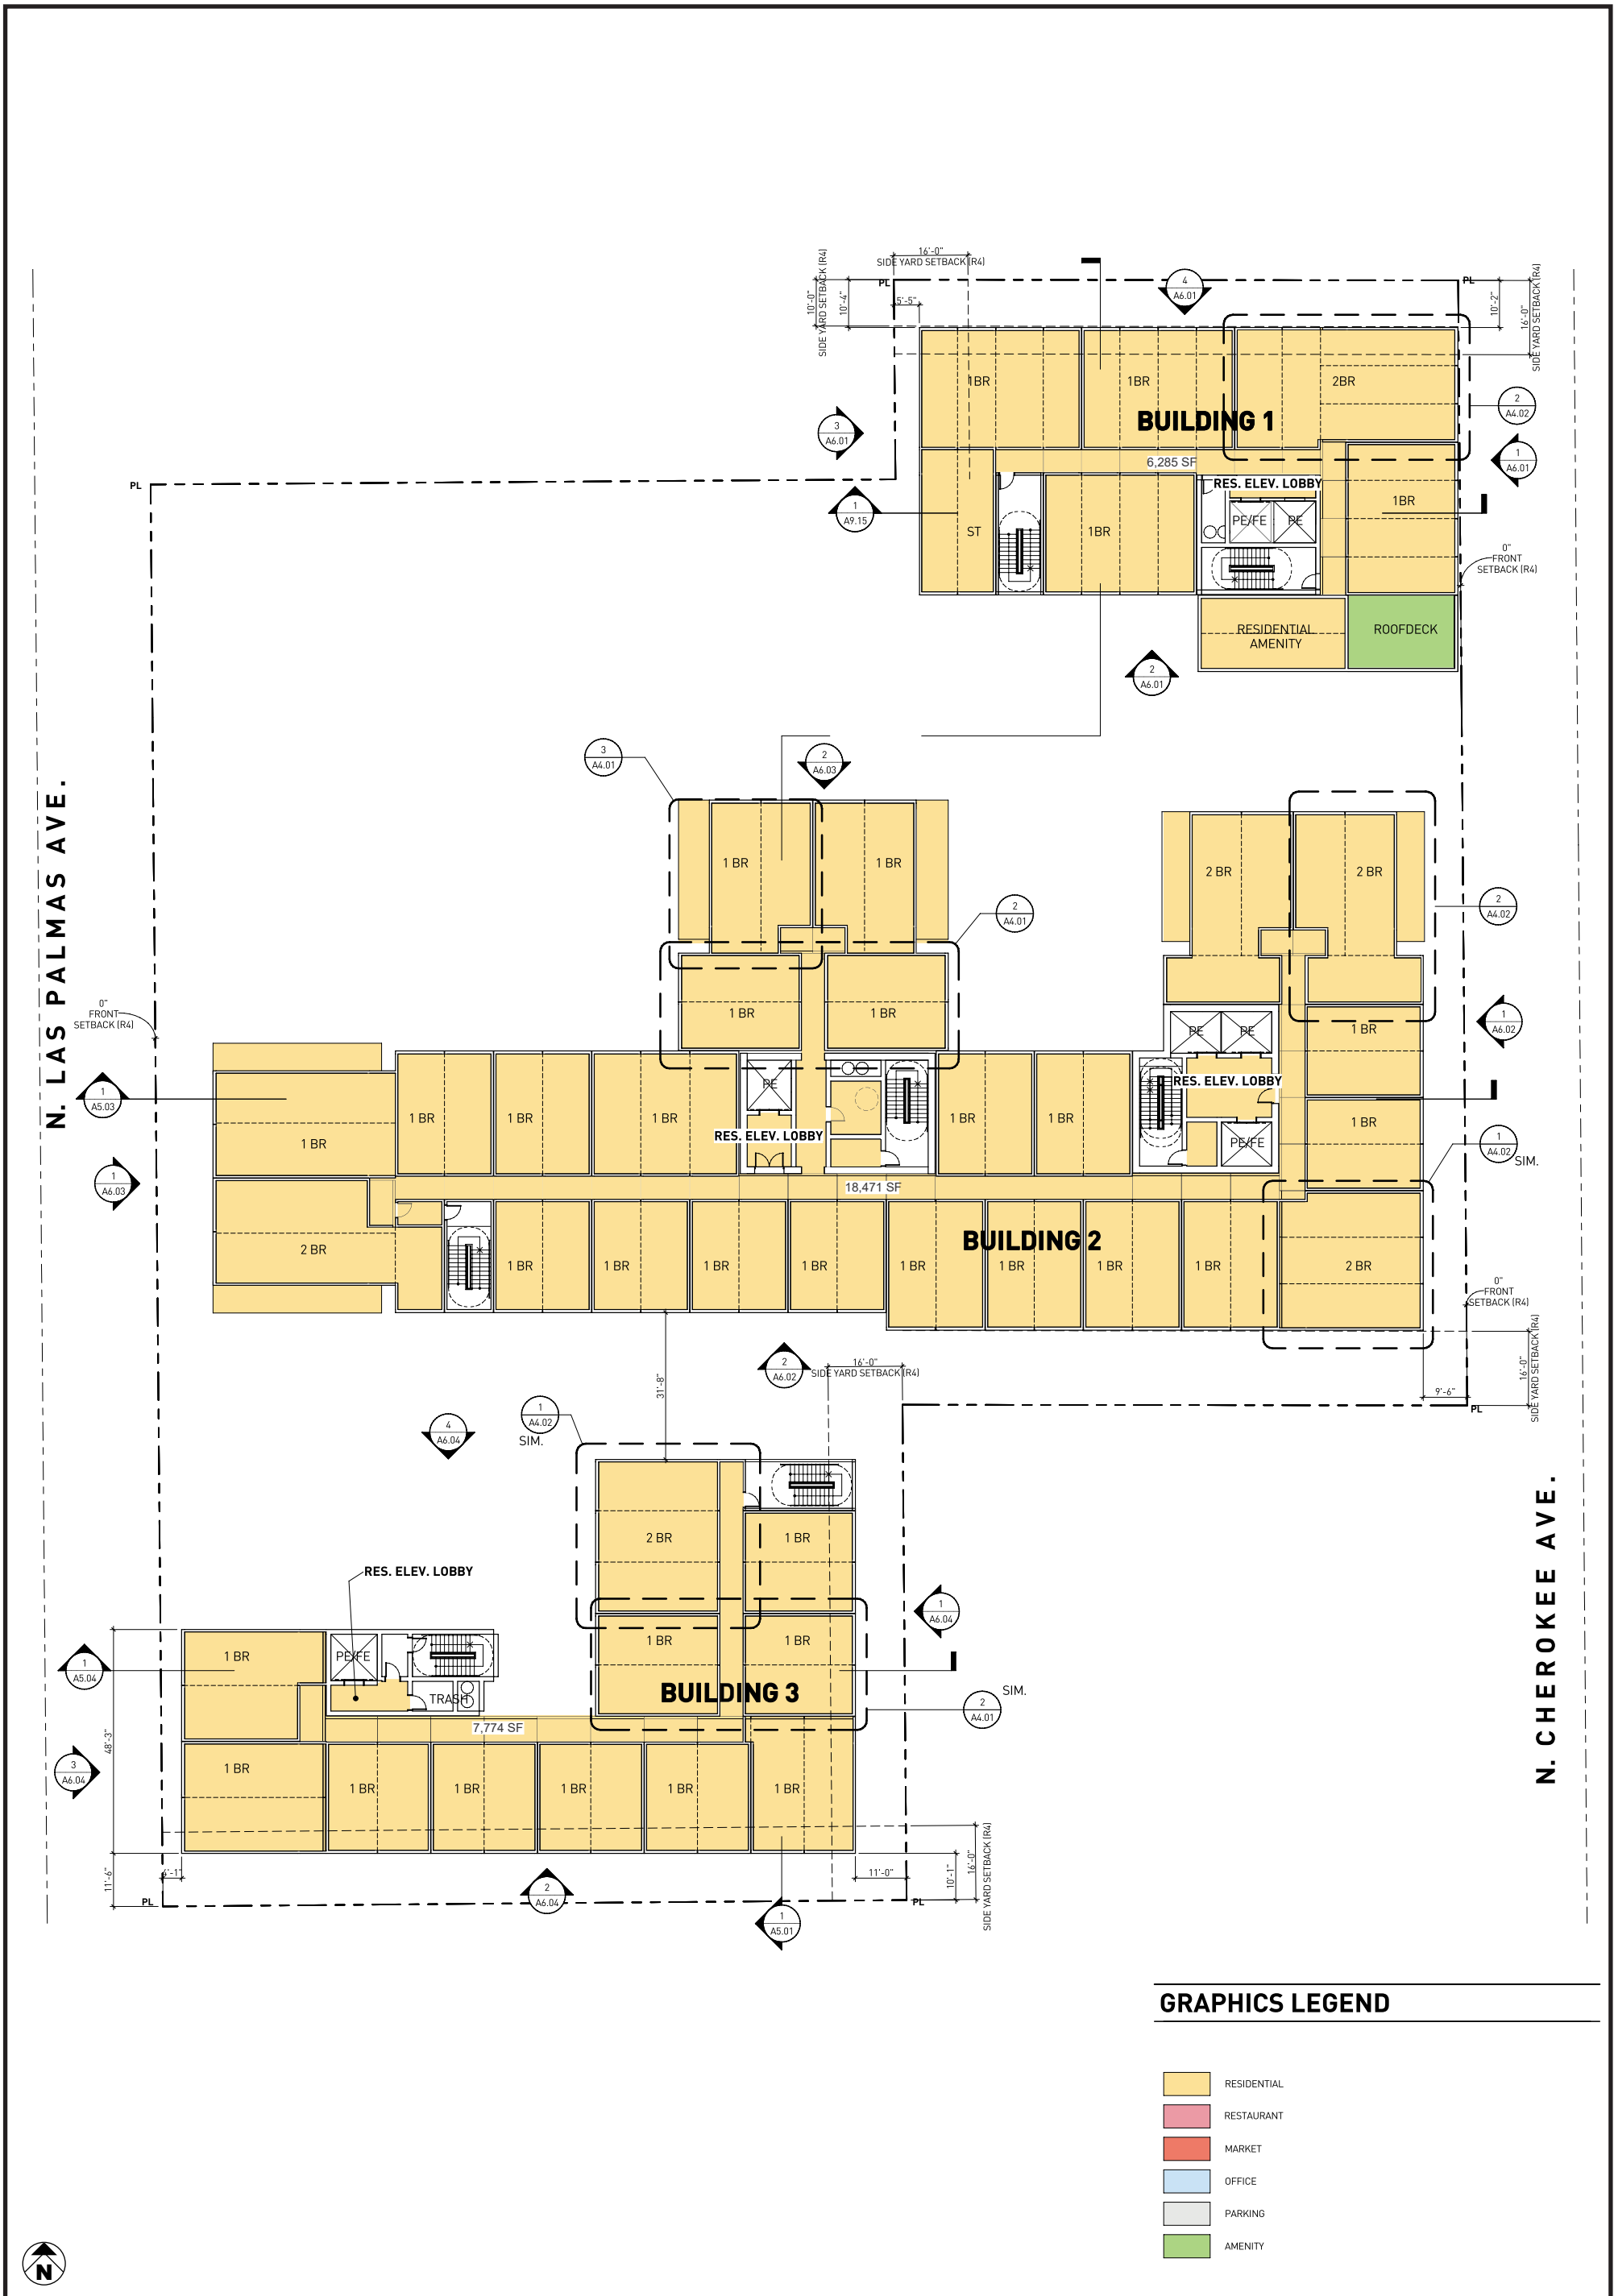 16'-0"
SIDE YARD SETBACK (R4)
SIDE YARD SETBACK (R4)
10'-0"
10'-4"
PL
5'-5"
4
A6.01
PL
10'-2"
16'-0"
SIDE YARD SETBACK (R4)
1BR
1BR
2BR
2
A4.02
BUILDING 1
3
A6.01
1
A6.01
6,285 SF
RES. ELEV. LOBBY
PL
1
A9.15
ST
1BR
PE/FE
PE
1BR
0"
FRONT
SETBACK (R4)
RESIDENTIAL
AMENITY
ROOFDECK
2
A6.01
3
A4.01
2
A6.03
N. LAS PALMAS AVE.
1 BR
1 BR
2 BR
2 BR
2
A4.01
2
A4.02
0"
FRONT
SETBACK (R4)
1 BR
1 BR
PE
PE
1 BR
1
A6.02
1
A5.03
PE
RES. ELEV. LOBBY
1 BR
1 BR
1 BR
1 BR
1 BR
1 BR
1 BR
RES. ELEV. LOBBY
PE/FE
1
A4.02
SIM.
1
A6.03
18,471 SF
2 BR
BUILDING 2
1 BR
1 BR
1 BR
1 BR
1 BR
1 BR
1 BR
1 BR
2 BR
0"
FRONT
SETBACK (R4)
31'-8"
2
A6.02
16'-0"
SIDE YARD SETBACK (R4)
16'-0"
SIDE YARD SETBACK (R4)
9'-6"
PL
1
A4.02
SIM.
4
A6.04
2 BR
1 BR
N. CHEROKEE AVE.
RES. ELEV. LOBBY
1
A6.04
1 BR
PE/FE
1 BR
1 BR
1
A5.04
TRASH
BUILDING 3
SIM.
2
A4.01
7,774 SF
48'-3"
3
A6.04
1 BR
1 BR
1 BR
1 BR
1 BR
1 BR
11'-6"
PL
2
A6.04
11'-0"
10'-1"
16'-0"
SIDE YARD SETBACK (R4)
PL
1
A5.01
GRAPHICS LEGEND
RESIDENTIAL
RESTAURANT
MARKET
OFFICE
PARKING
AMENITY
N